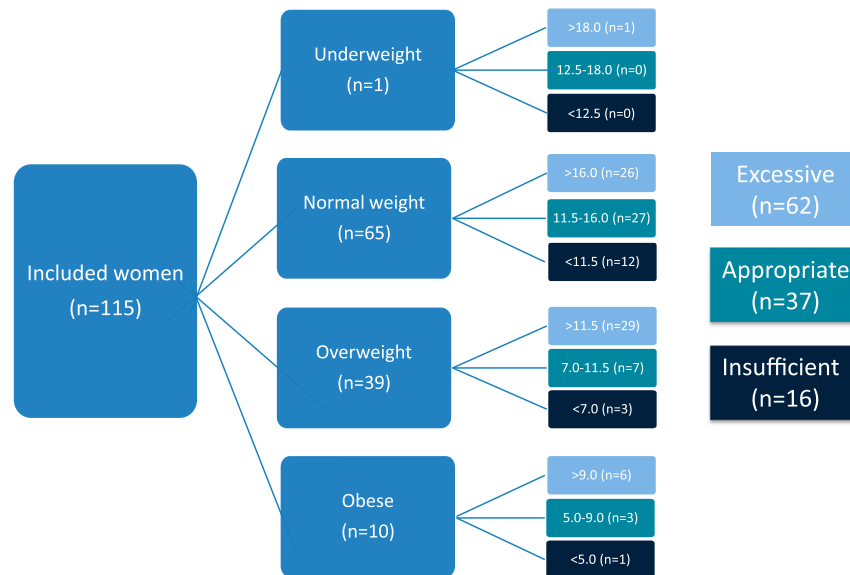 Included women
(n=115)
Underweight
(n=1)
>18.0 (n=1)
12.5-18.0 (n=0)
<12.5 (n=0)
Normal weight
(n=65)
>16.0 (n=26)
11.5-16.0 (n=27)
<11.5 (n=12)
Overweight
(n=39)
>11.5 (n=29)
7.0-11.5 (n=7)
<7.0 (n=3)
Obese
(n=10)
>9.0 (n=6)
5.0-9.0 (n=3)
<5.0 (n=1)
Excessive
(n=62)
Appropriate
(n=37)
Insufficient
(n=16)